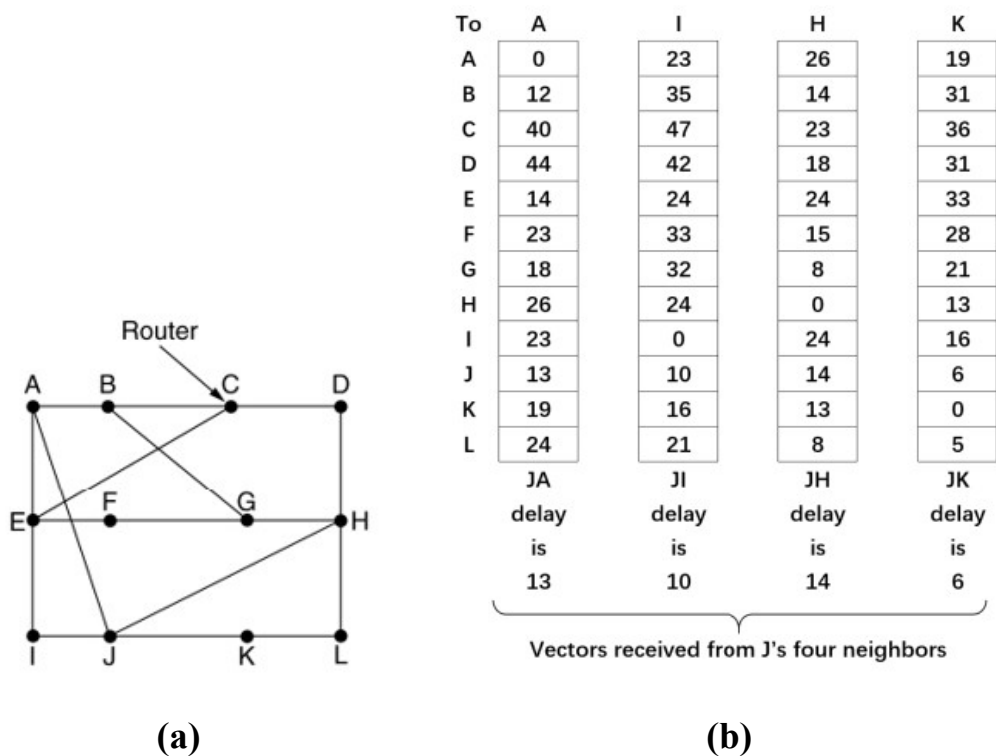 Router
A B C D
E F G H
I J K L
(a)
To A I H K
A 0 23 26 19
B 12 35 14 31
C 40 47 23 36
D 44 42 18 31
E 14 24 24 33
F 23 33 15 28
G 18 32 8 21
H 26 24 0 13
I 23 0 24 16
J 13 10 14 6
K 19 16 13 0
L 24 21 8 5
JA JI JH JK
delay delay delay delay
is is is is
13 10 14 6
Vectors received from J's four neighbors
(b)